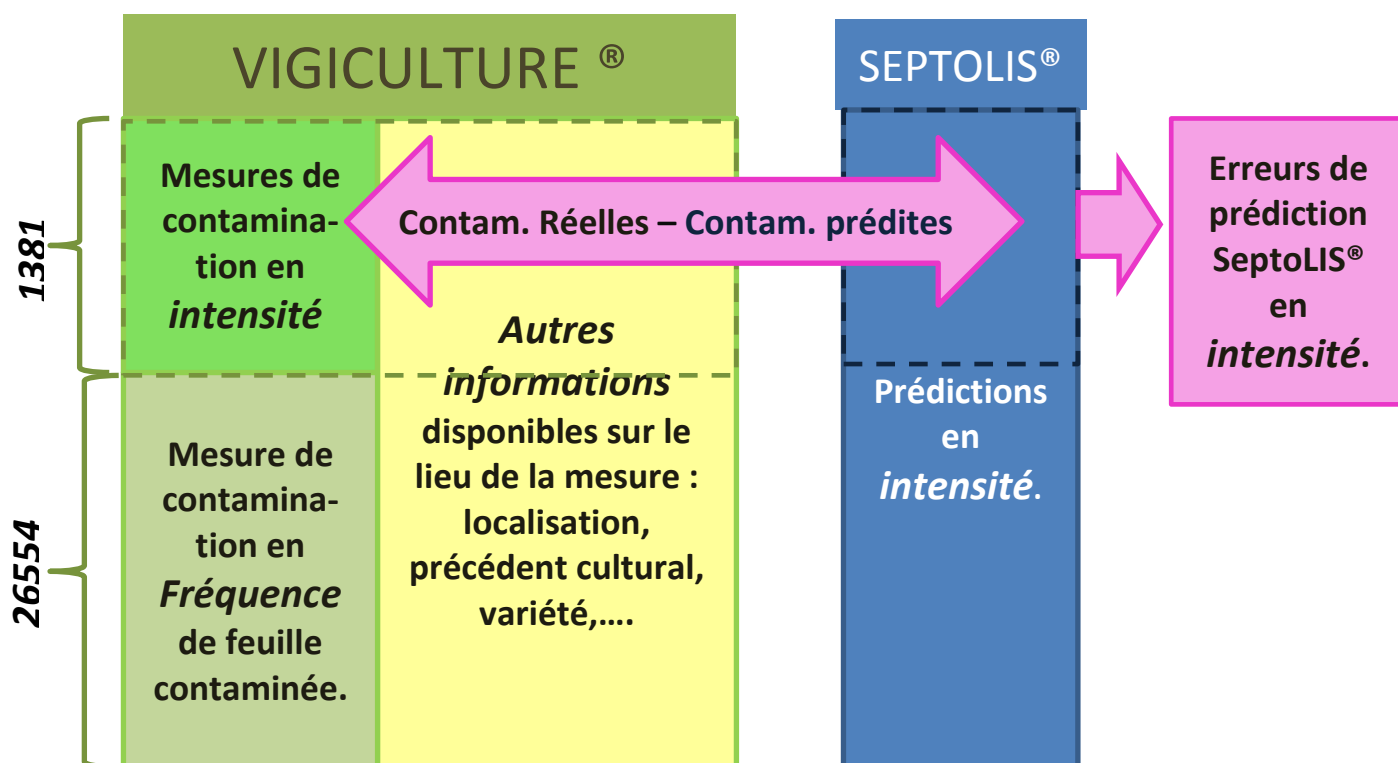 VIGICULTURE ®
SEPTOLIS®
1381
Mesures de
contamina-
tion en
intensité
Contam. Réelles – Contam. prédites
Erreurs de
prédiction
SeptoLIS®
en
intensité.
26554
Mesure de
contamina-
tion en
Fréquence
de feuille
contaminée.
Autres
informations
disponibles sur le
lieu de la mesure :
localisation,
précédent cultural,
variété,....
Prédictions
en
intensité.